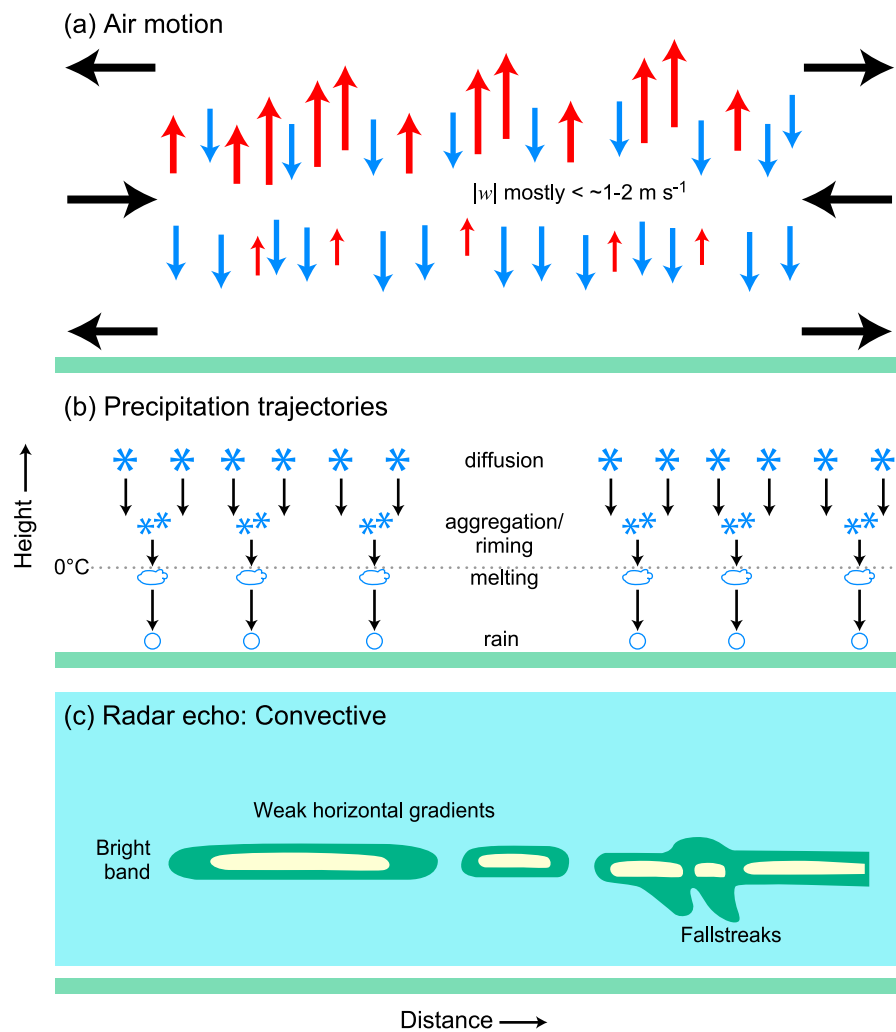 (a) Air motion
|w| mostly < ~1-2 m s⁻¹
(b) Precipitation trajectories
Height
diffusion
aggregation/
riming
0°C
melting
rain
(c) Radar echo: Convective
Weak horizontal gradients
Bright
band
Fallstreaks
Distance